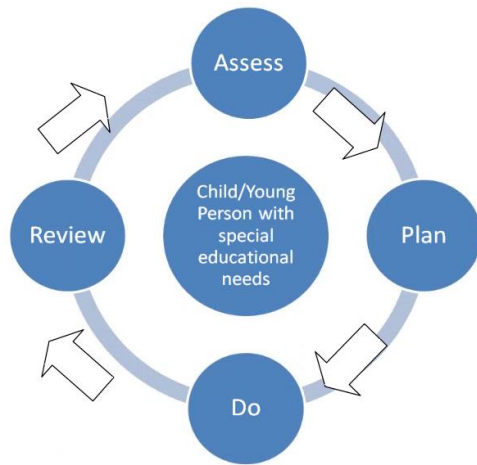 Assess
Child/Young
Person with
special
educational
needs
Review
Plan
Do